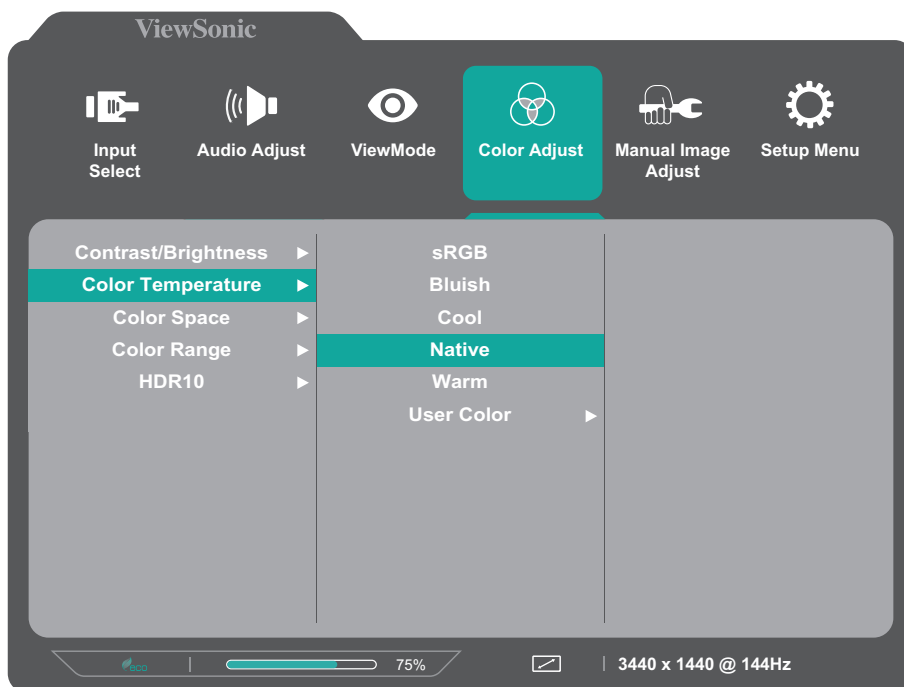 ViewSonic
Input
Select
Audio Adjust
ViewMode
Color Adjust
Manual Image
Adjust
Setup Menu
Contrast/Brightness
Color Temperature
Color Space
Color Range
HDR10
sRGB
Bluish
Cool
Native
Warm
User Color
eco
75%
3440 x 1440 @ 144Hz